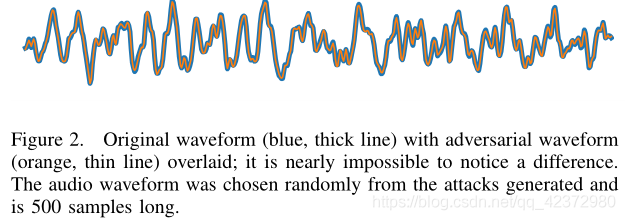 Figure 2. Original waveform (blue, thick line) with adversarial waveform
(orange, thin line) overlaid; it is nearly impossible to notice a difference.
The audio waveform was chosen randomly from the attacks generated and
is 500 samples long.
https://blog.csdn.net/qq_42372980